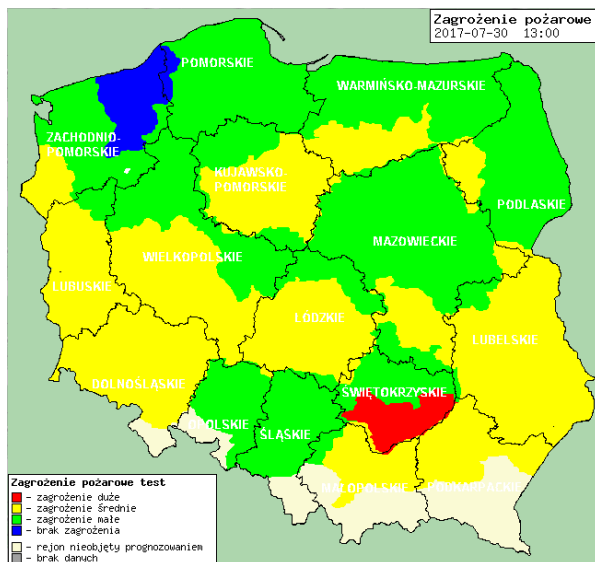 Zagrożenie pożarowe
2017-07-30 13:00
POMORSKIE
WARMIŃSKO-MAZURSKIE
ZACHODNIO-
POMORSKIE
KUJAWSKO-
POMORSKIE
PODLASKIE
MAZOWIECKIE
WIELKOPOLSKIE
LUBUSKIE
ŁÓDZKIE
LUBELSKIE
DOLNOŚLĄSKIE
ŚWIĘTOKRZYSKIE
OPOLSKIE
ŚLĄSKIE
MAŁOPOLSKIE
PODKARPACKIE
Zagrożenie pożarowe test
- zagrożenie duże
- zagrożenie średnie
- zagrożenie małe
- brak zagrożenia
- rejon nieobjęty prognozowaniem
- brak danych